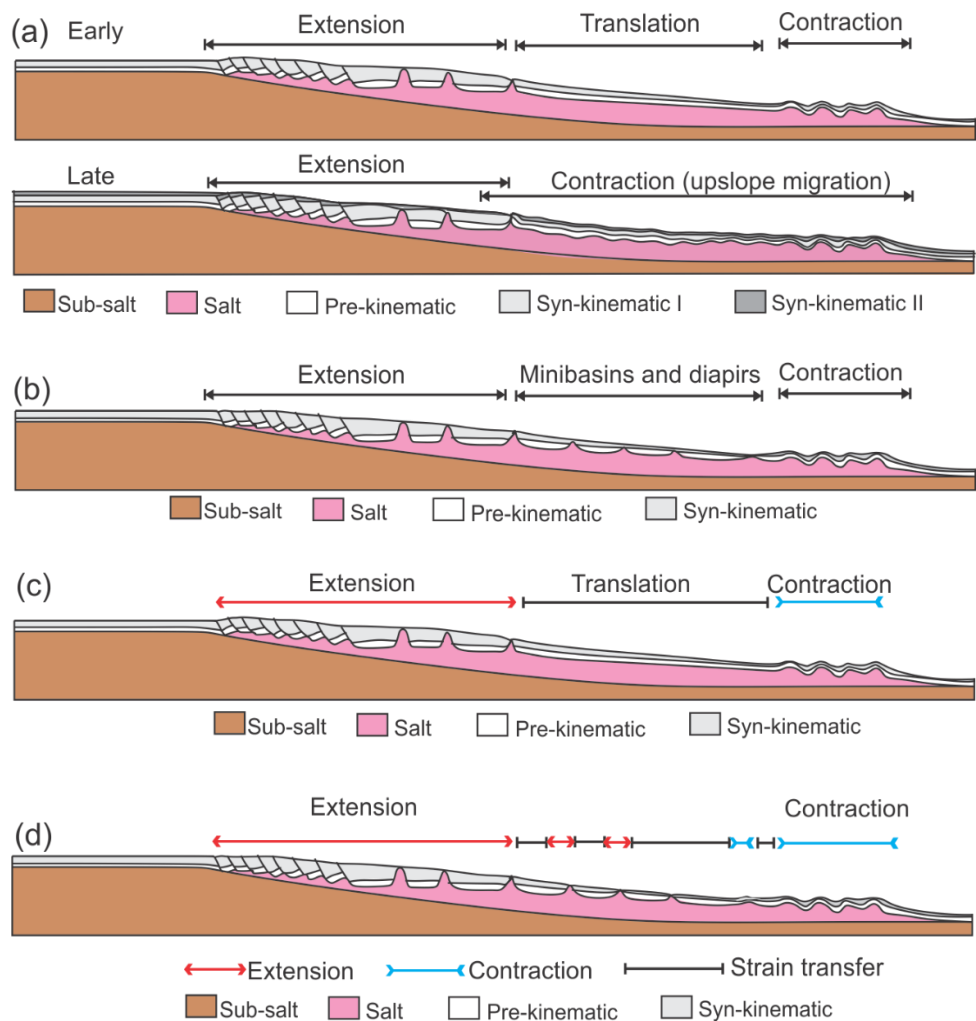 (a) Early Extension Translation Contraction
Late Extension Contraction (upslope migration)
Sub-salt Salt Pre-kinematic Syn-kinematic I Syn-kinematic II
(b) Extension Minibasins and diapirs Contraction
Sub-salt Salt Pre-kinematic Syn-kinematic
(c) Extension Translation Contraction
Sub-salt Salt Pre-kinematic Syn-kinematic
(d) Extension Contraction
Extension Contraction Strain transfer
Sub-salt Salt Pre-kinematic Syn-kinematic